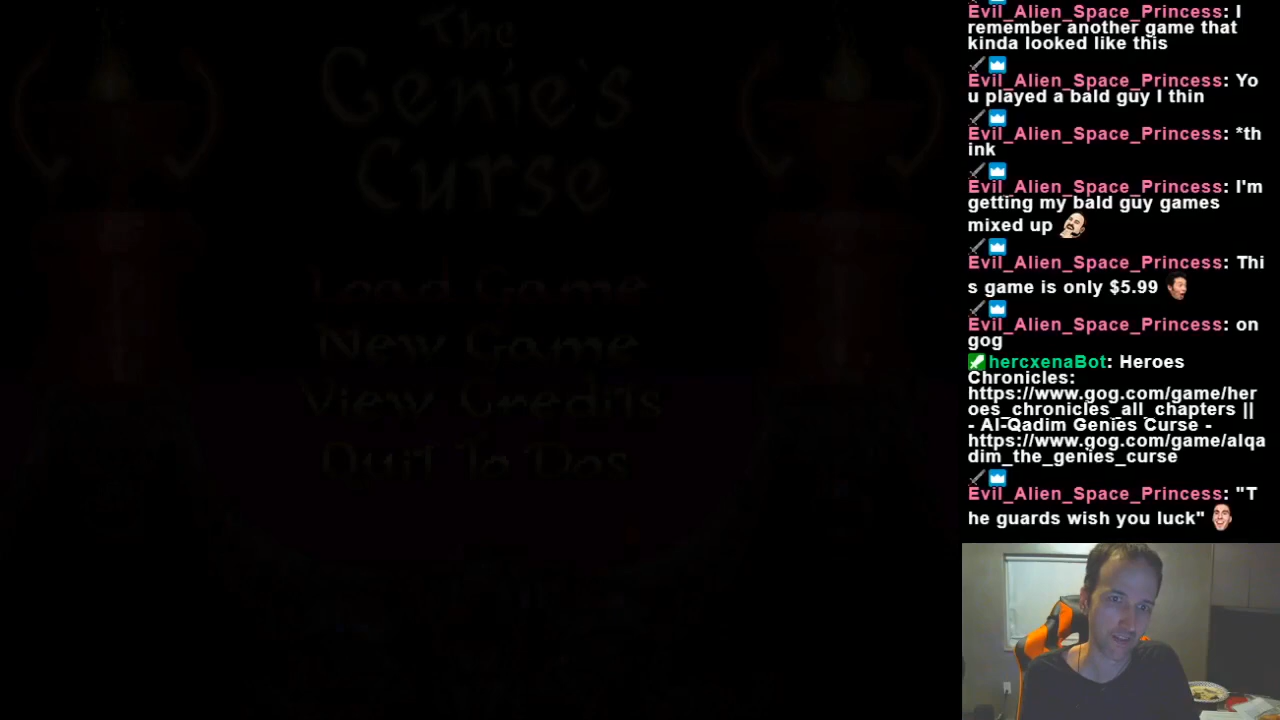 The
Genie's
Curse
Load Game
New Game
View Credits
Quit To Dos
Evil_Alien_Space_Princess: I
remember another game that
kinda looked like this
Evil_Alien_Space_Princess: Yo
u played a bald guy I thin
Evil_Alien_Space_Princess: *th
ink
Evil_Alien_Space_Princess: I'm
getting my bald guy games
mixed up
Evil_Alien_Space_Princess: Thi
s game is only $5.99
Evil_Alien_Space_Princess: on
gog
hercxenaBot: Heroes
Chronicles:
https://www.gog.com/game/her
oes_chronicles_all_chapters ||
- Al-Qadim Genies Curse -
https://www.gog.com/game/alqa
dim_the_genies_curse
Evil_Alien_Space_Princess: "T
he guards wish you luck"